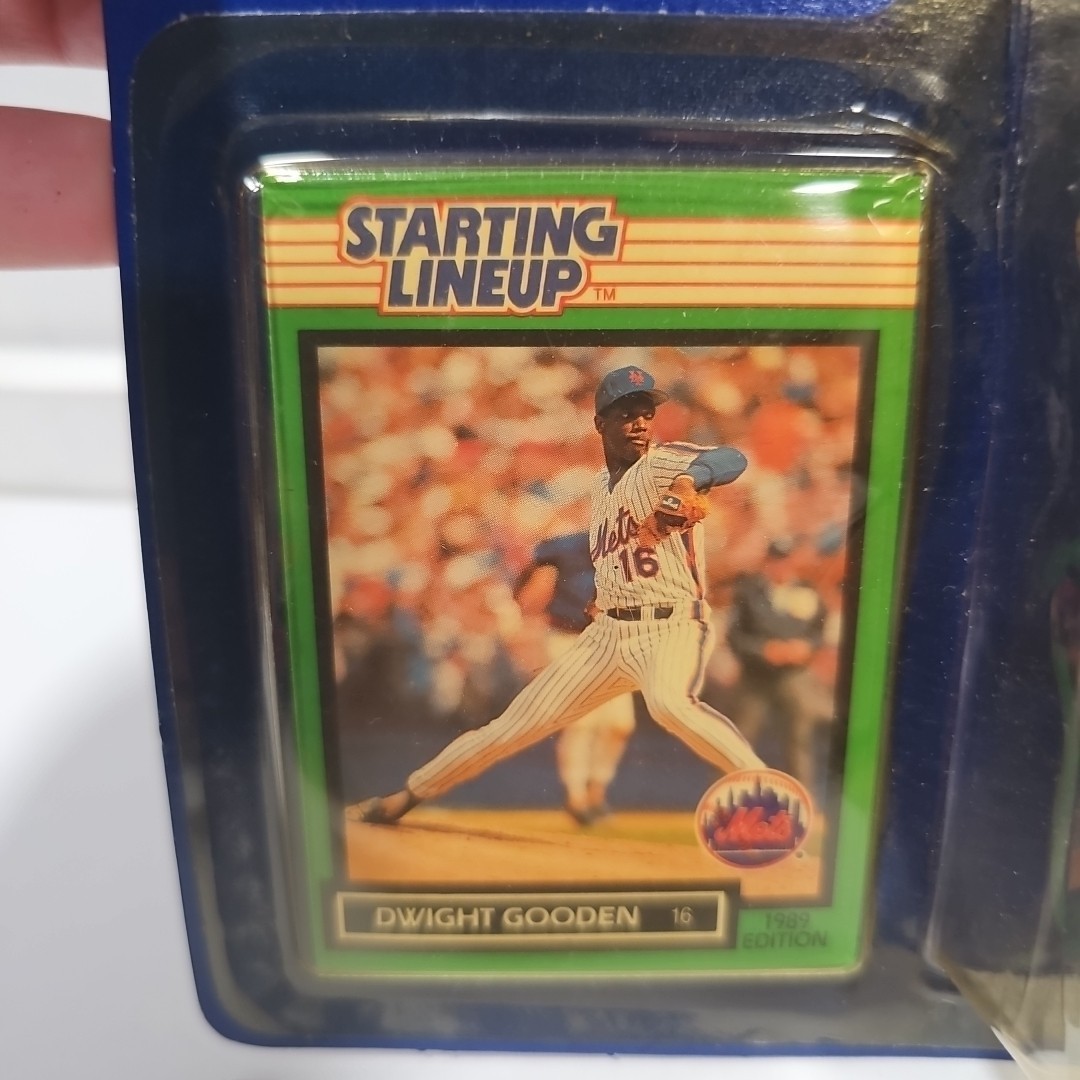 STARTING
LINEUP TM
Mets
16
Mets
DWIGHT GOODEN 16
1989
EDITION